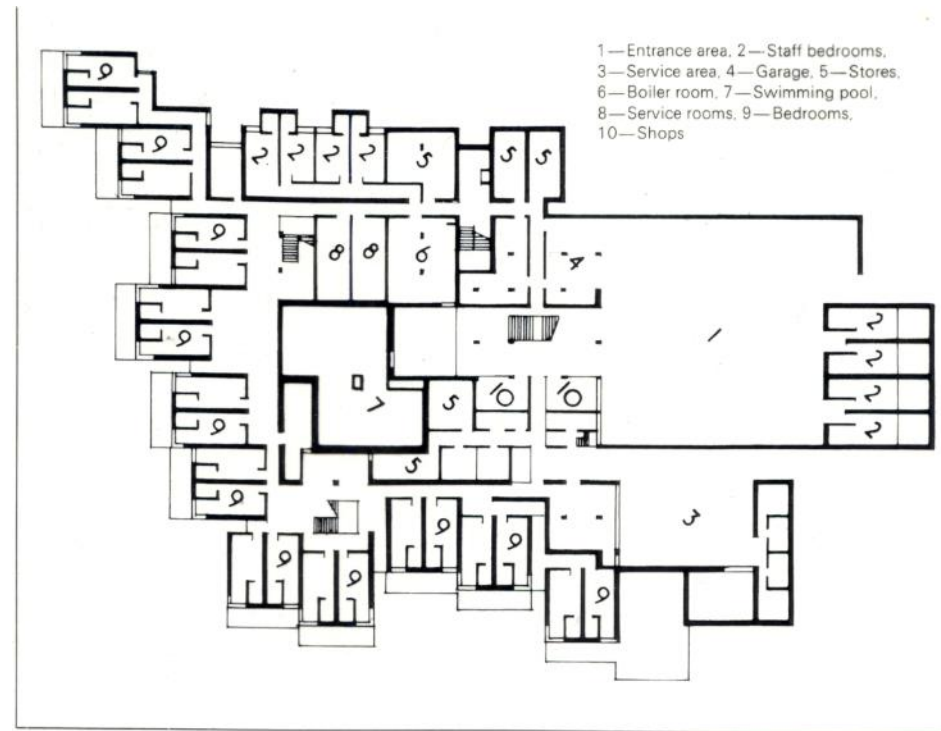 1—Entrance area, 2—Staff bedrooms,
3—Service area, 4—Garage, 5—Stores,
6—Boiler room, 7—Swimming pool,
8—Service rooms, 9—Bedrooms,
10—Shops
9
9 2 2 2 2 5 5 5
9 8 8 6 4
9 1 2
2
7 5 10 10 2
9 2
5
9 3
9 9 9 9 9